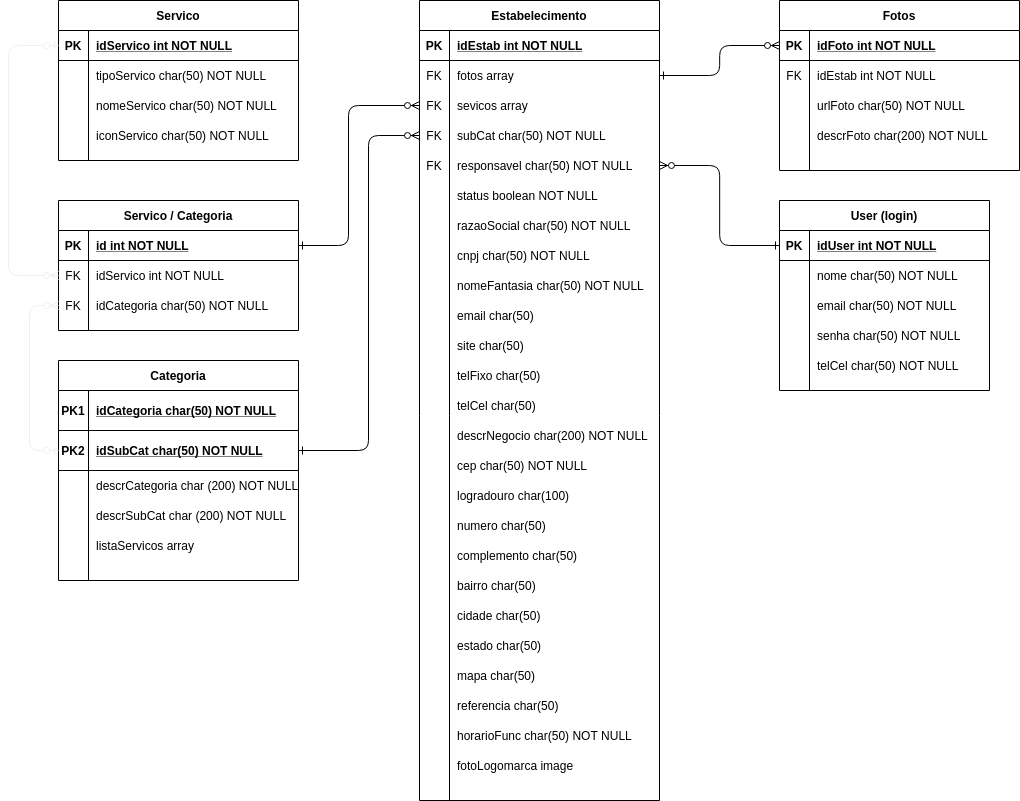 Servico
PK idServico int NOT NULL
tipoServico char(50) NOT NULL
nomeServico char(50) NOT NULL
iconServico char(50) NOT NULL
Servico / Categoria
PK id int NOT NULL
FK idServico int NOT NULL
FK idCategoria char(50) NOT NULL
Categoria
PK1 idCategoria char(50) NOT NULL
PK2 idSubCat char(50) NOT NULL
descrCategoria char (200) NOT NULL
descrSubCat char (200) NOT NULL
listaServicos array
Estabelecimento
PK idEstab int NOT NULL
FK fotos array
FK sevicos array
FK subCat char(50) NOT NULL
FK responsavel char(50) NOT NULL
status boolean NOT NULL
razaoSocial char(50) NOT NULL
cnpj char(50) NOT NULL
nomeFantasia char(50) NOT NULL
email char(50)
site char(50)
telFixo char(50)
telCel char(50)
descrNegocio char(200) NOT NULL
cep char(50) NOT NULL
logradouro char(100)
numero char(50)
complemento char(50)
bairro char(50)
cidade char(50)
estado char(50)
mapa char(50)
referencia char(50)
horarioFunc char(50) NOT NULL
fotoLogomarca image
Fotos
PK idFoto int NOT NULL
FK idEstab int NOT NULL
urlFoto char(50) NOT NULL
descrFoto char(200) NOT NULL
User (login)
PK idUser int NOT NULL
nome char(50) NOT NULL
email char(50) NOT NULL
senha char(50) NOT NULL
telCel char(50) NOT NULL